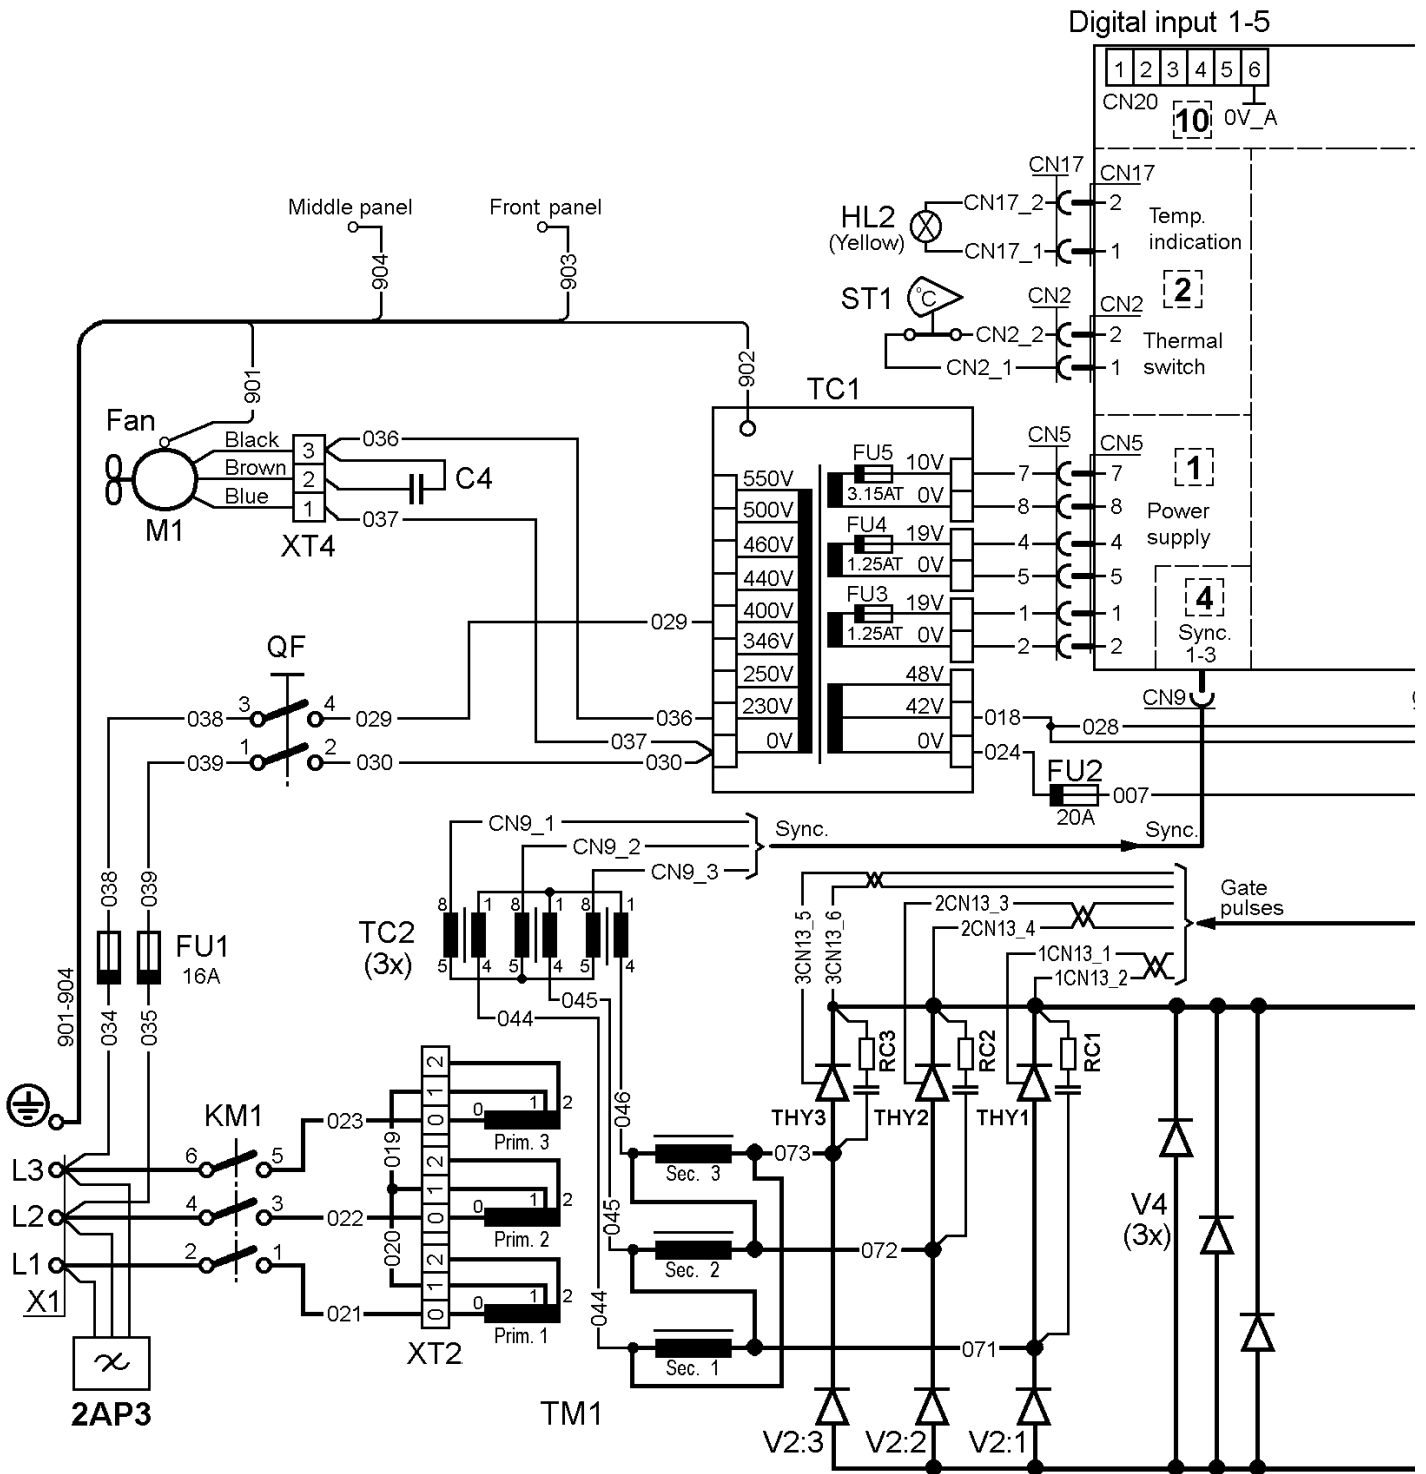 Digital input 1-5
1 2 3 4 5 6
CN20
10
0V_A
CN17
CN17
HL2
(Yellow)
CN17_2
2
Temp.
indication
CN17_1
1
2
Middle panel
Front panel
904
903
ST1
°C
CN2
CN2
CN2_2
2
Thermal
switch
CN2_1
1
901
902
TC1
Fan
Black
Brown
Blue
M1
3
2
1
XT4
036
C4
037
550V
500V
460V
440V
400V
346V
250V
230V
0V
FU5
10V
3.15AT
0V
FU4
19V
1.25AT
0V
FU3
19V
1.25AT
0V
48V
42V
0V
CN5
CN5
7
7
8
8
4
4
5
5
1
1
2
2
1
Power
supply
4
Sync.
1-3
CN9
029
QF
038
3
4
029
036
037
039
1
2
030
030
018
028
024
FU2
007
20A
CN9_1
CN9_2
CN9_3
Sync.
Sync.
038
039
FU1
16A
TC2
(3x)
8
1
8
1
8
1
5
4
5
4
5
4
045
044
3CN13_5
3CN13_6
2CN13_3
2CN13_4
1CN13_1
1CN13_2
Gate
pulses
901-904
034
035
RC3
RC2
RC1
THY3
THY2
THY1
KM1
023
019
2
1
0
0
1
2
Prim. 3
046
L3
6
5
Sec. 3
073
2
1
0
0
1
2
Prim. 2
045
L2
4
3
022
020
Sec. 2
072
V4
(3x)
L1
2
1
X1
021
2
1
0
0
1
2
Prim. 1
044
Sec. 1
071
XT2
TM1
2AP3
V2:3
V2:2
V2:1